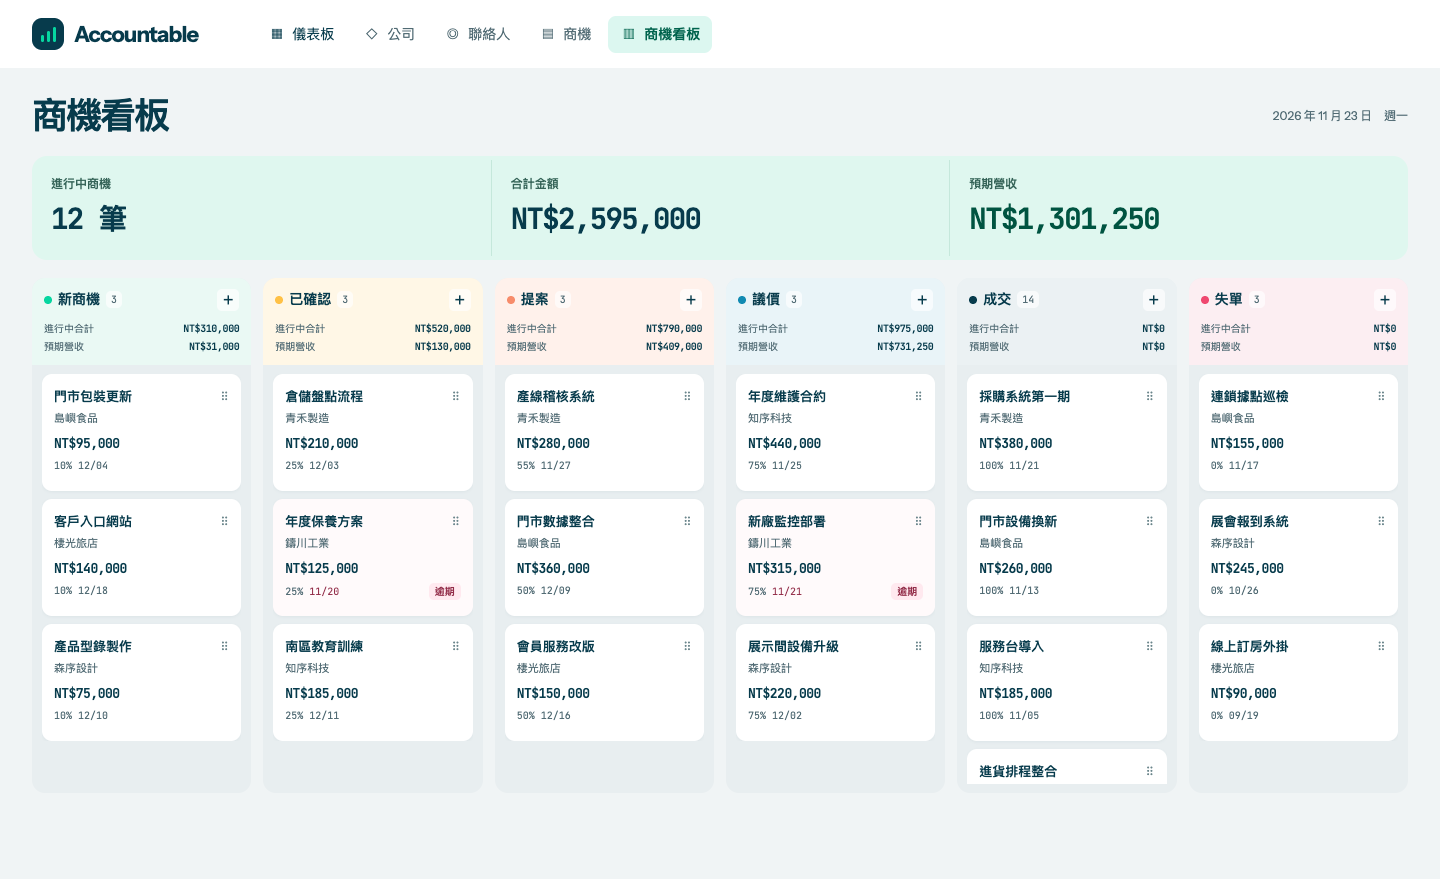 Accountable
儀表板
公司
聯絡人
商機
商機看板
商機看板
2026 年 11 月 23 日 週一
進行中商機
12 筆
合計金額
NT$2,595,000
預期營收
NT$1,301,250
新商機 3 +
進行中合計 NT$310,000
預期營收 NT$31,000
門市包裝更新
島嶼食品
NT$95,000
10% 12/04
客戶入口網站
棲光旅店
NT$140,000
10% 12/18
產品型錄製作
森序設計
NT$75,000
10% 12/10
已確認 3 +
進行中合計 NT$520,000
預期營收 NT$130,000
倉儲盤點流程
青禾製造
NT$210,000
25% 12/03
年度保養方案
鑄川工業
NT$125,000
25% 11/20 逾期
南區教育訓練
知序科技
NT$185,000
25% 12/11
提案 3 +
進行中合計 NT$790,000
預期營收 NT$409,000
產線稽核系統
青禾製造
NT$280,000
55% 11/27
門市數據整合
島嶼食品
NT$360,000
50% 12/09
會員服務改版
棲光旅店
NT$150,000
50% 12/16
議價 3 +
進行中合計 NT$975,000
預期營收 NT$731,250
年度維護合約
知序科技
NT$440,000
75% 11/25
新廠監控部署
鑄川工業
NT$315,000
75% 11/21 逾期
展示間設備升級
森序設計
NT$220,000
75% 12/02
成交 14 +
進行中合計 NT$0
預期營收 NT$0
採購系統第一期
青禾製造
NT$380,000
100% 11/21
門市設備換新
島嶼食品
NT$260,000
100% 11/13
服務台導入
知序科技
NT$185,000
100% 11/05
進貨排程整合
失單 3 +
進行中合計 NT$0
預期營收 NT$0
連鎖據點巡檢
島嶼食品
NT$155,000
0% 11/17
展會報到系統
森序設計
NT$245,000
0% 10/26
線上訂房外掛
棲光旅店
NT$90,000
0% 09/19